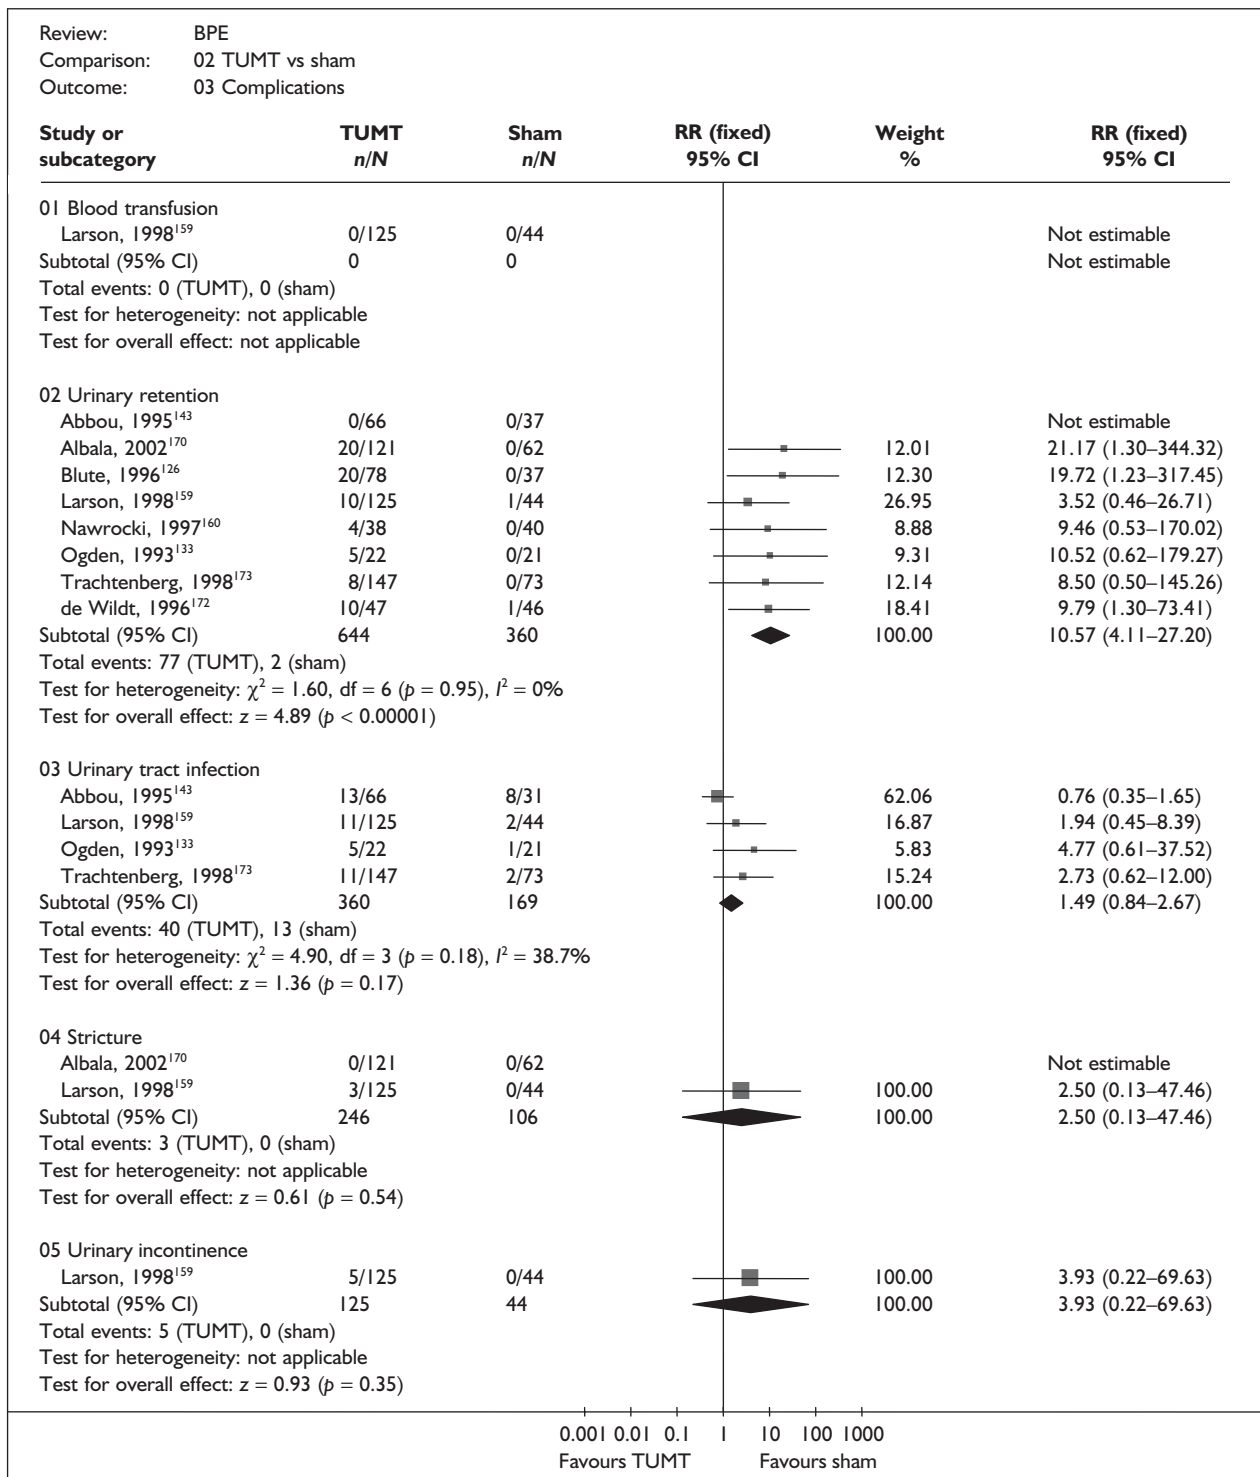 Review: BPE
Comparison: 02 TUMT vs sham
Outcome: 03 Complications
Study or TUMT Sham RR (fixed) Weight RR (fixed)
subcategory n/N n/N 95% CI % 95% CI
01 Blood transfusion
Larson, 1998¹⁵⁹ 0/125 0/44 Not estimable
Subtotal (95% CI) 0 0 Not estimable
Total events: 0 (TUMT), 0 (sham)
Test for heterogeneity: not applicable
Test for overall effect: not applicable
02 Urinary retention
Abbou, 1995¹⁴³ 0/66 0/37 Not estimable
Albala, 2002¹⁷⁰ 20/121 0/62 12.01 21.17 (1.30–344.32)
Blute, 1996¹²⁶ 20/78 0/37 12.30 19.72 (1.23–317.45)
Larson, 1998¹⁵⁹ 10/125 1/44 26.95 3.52 (0.46–26.71)
Nawrocki, 1997¹⁶⁰ 4/38 0/40 8.88 9.46 (0.53–170.02)
Ogden, 1993¹³³ 5/22 0/21 9.31 10.52 (0.62–179.27)
Trachtenberg, 1998¹⁷³ 8/147 0/73 12.14 8.50 (0.50–145.26)
de Wildt, 1996¹⁷² 10/47 1/46 18.41 9.79 (1.30–73.41)
Subtotal (95% CI) 644 360 100.00 10.57 (4.11–27.20)
Total events: 77 (TUMT), 2 (sham)
Test for heterogeneity: χ² = 1.60, df = 6 (p = 0.95), I² = 0%
Test for overall effect: z = 4.89 (p < 0.00001)
03 Urinary tract infection
Abbou, 1995¹⁴³ 13/66 8/31 62.06 0.76 (0.35–1.65)
Larson, 1998¹⁵⁹ 11/125 2/44 16.87 1.94 (0.45–8.39)
Ogden, 1993¹³³ 5/22 1/21 5.83 4.77 (0.61–37.52)
Trachtenberg, 1998¹⁷³ 11/147 2/73 15.24 2.73 (0.62–12.00)
Subtotal (95% CI) 360 169 100.00 1.49 (0.84–2.67)
Total events: 40 (TUMT), 13 (sham)
Test for heterogeneity: χ² = 4.90, df = 3 (p = 0.18), I² = 38.7%
Test for overall effect: z = 1.36 (p = 0.17)
04 Stricture
Albala, 2002¹⁷⁰ 0/121 0/62 Not estimable
Larson, 1998¹⁵⁹ 3/125 0/44 100.00 2.50 (0.13–47.46)
Subtotal (95% CI) 246 106 100.00 2.50 (0.13–47.46)
Total events: 3 (TUMT), 0 (sham)
Test for heterogeneity: not applicable
Test for overall effect: z = 0.61 (p = 0.54)
05 Urinary incontinence
Larson, 1998¹⁵⁹ 5/125 0/44 100.00 3.93 (0.22–69.63)
Subtotal (95% CI) 125 44 100.00 3.93 (0.22–69.63)
Total events: 5 (TUMT), 0 (sham)
Test for heterogeneity: not applicable
Test for overall effect: z = 0.93 (p = 0.35)
0.001 0.01 0.1 1 10 100 1000
Favours TUMT Favours sham